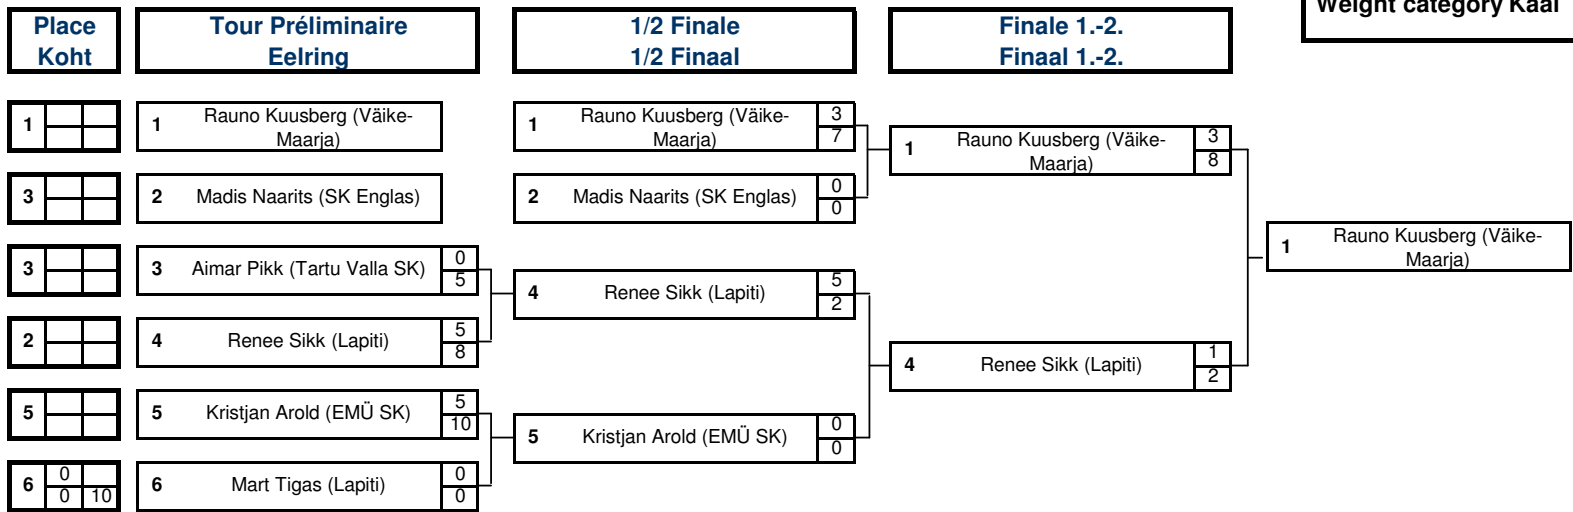 Weight category Kaal
Place
Koht
Tour Préliminaire
Eelring
1/2 Finale
1/2 Finaal
Finale 1.-2.
Finaal 1.-2.
1
1
Rauno Kuusberg (Väike-
Maarja)
3
2
Madis Naarits (SK Englas)
3
3
Aimar Pikk (Tartu Valla SK)
0
5
2
4
Renee Sikk (Lapiti)
5
8
5
5
Kristjan Arold (EMÜ SK)
5
10
6
0
0 10
6
Mart Tigas (Lapiti)
0
0
1
Rauno Kuusberg (Väike-
Maarja)
3
7
2
Madis Naarits (SK Englas)
0
0
4
Renee Sikk (Lapiti)
5
2
5
Kristjan Arold (EMÜ SK)
0
0
1
Rauno Kuusberg (Väike-
Maarja)
3
8
4
Renee Sikk (Lapiti)
1
2
1
Rauno Kuusberg (Väike-
Maarja)